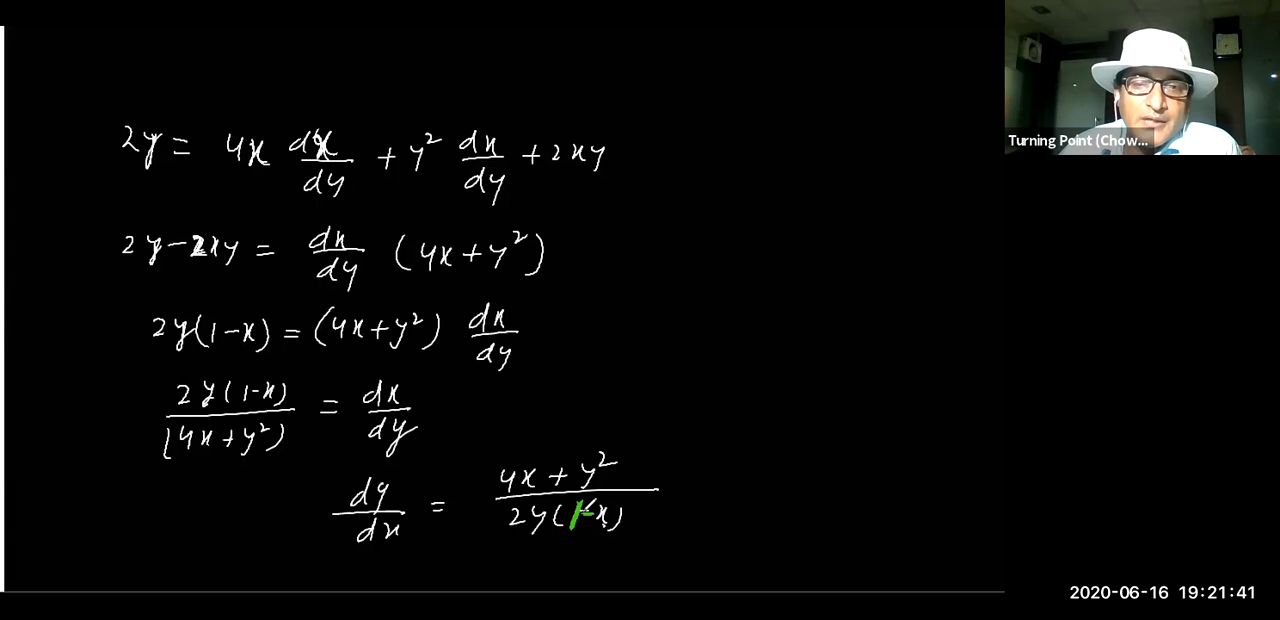 2y = 4x dx/dy + y² dx/dy + 2xy
2y - 2xy = dx/dy (4x + y²)
2y(1-x) = (4x + y²) dx/dy
2y(1-x)/(4x + y²) = dx/dy
dy/dx = 4x + y²/2y(1-x)
Turning Point (Chow...
2020-06-16 19:21:41